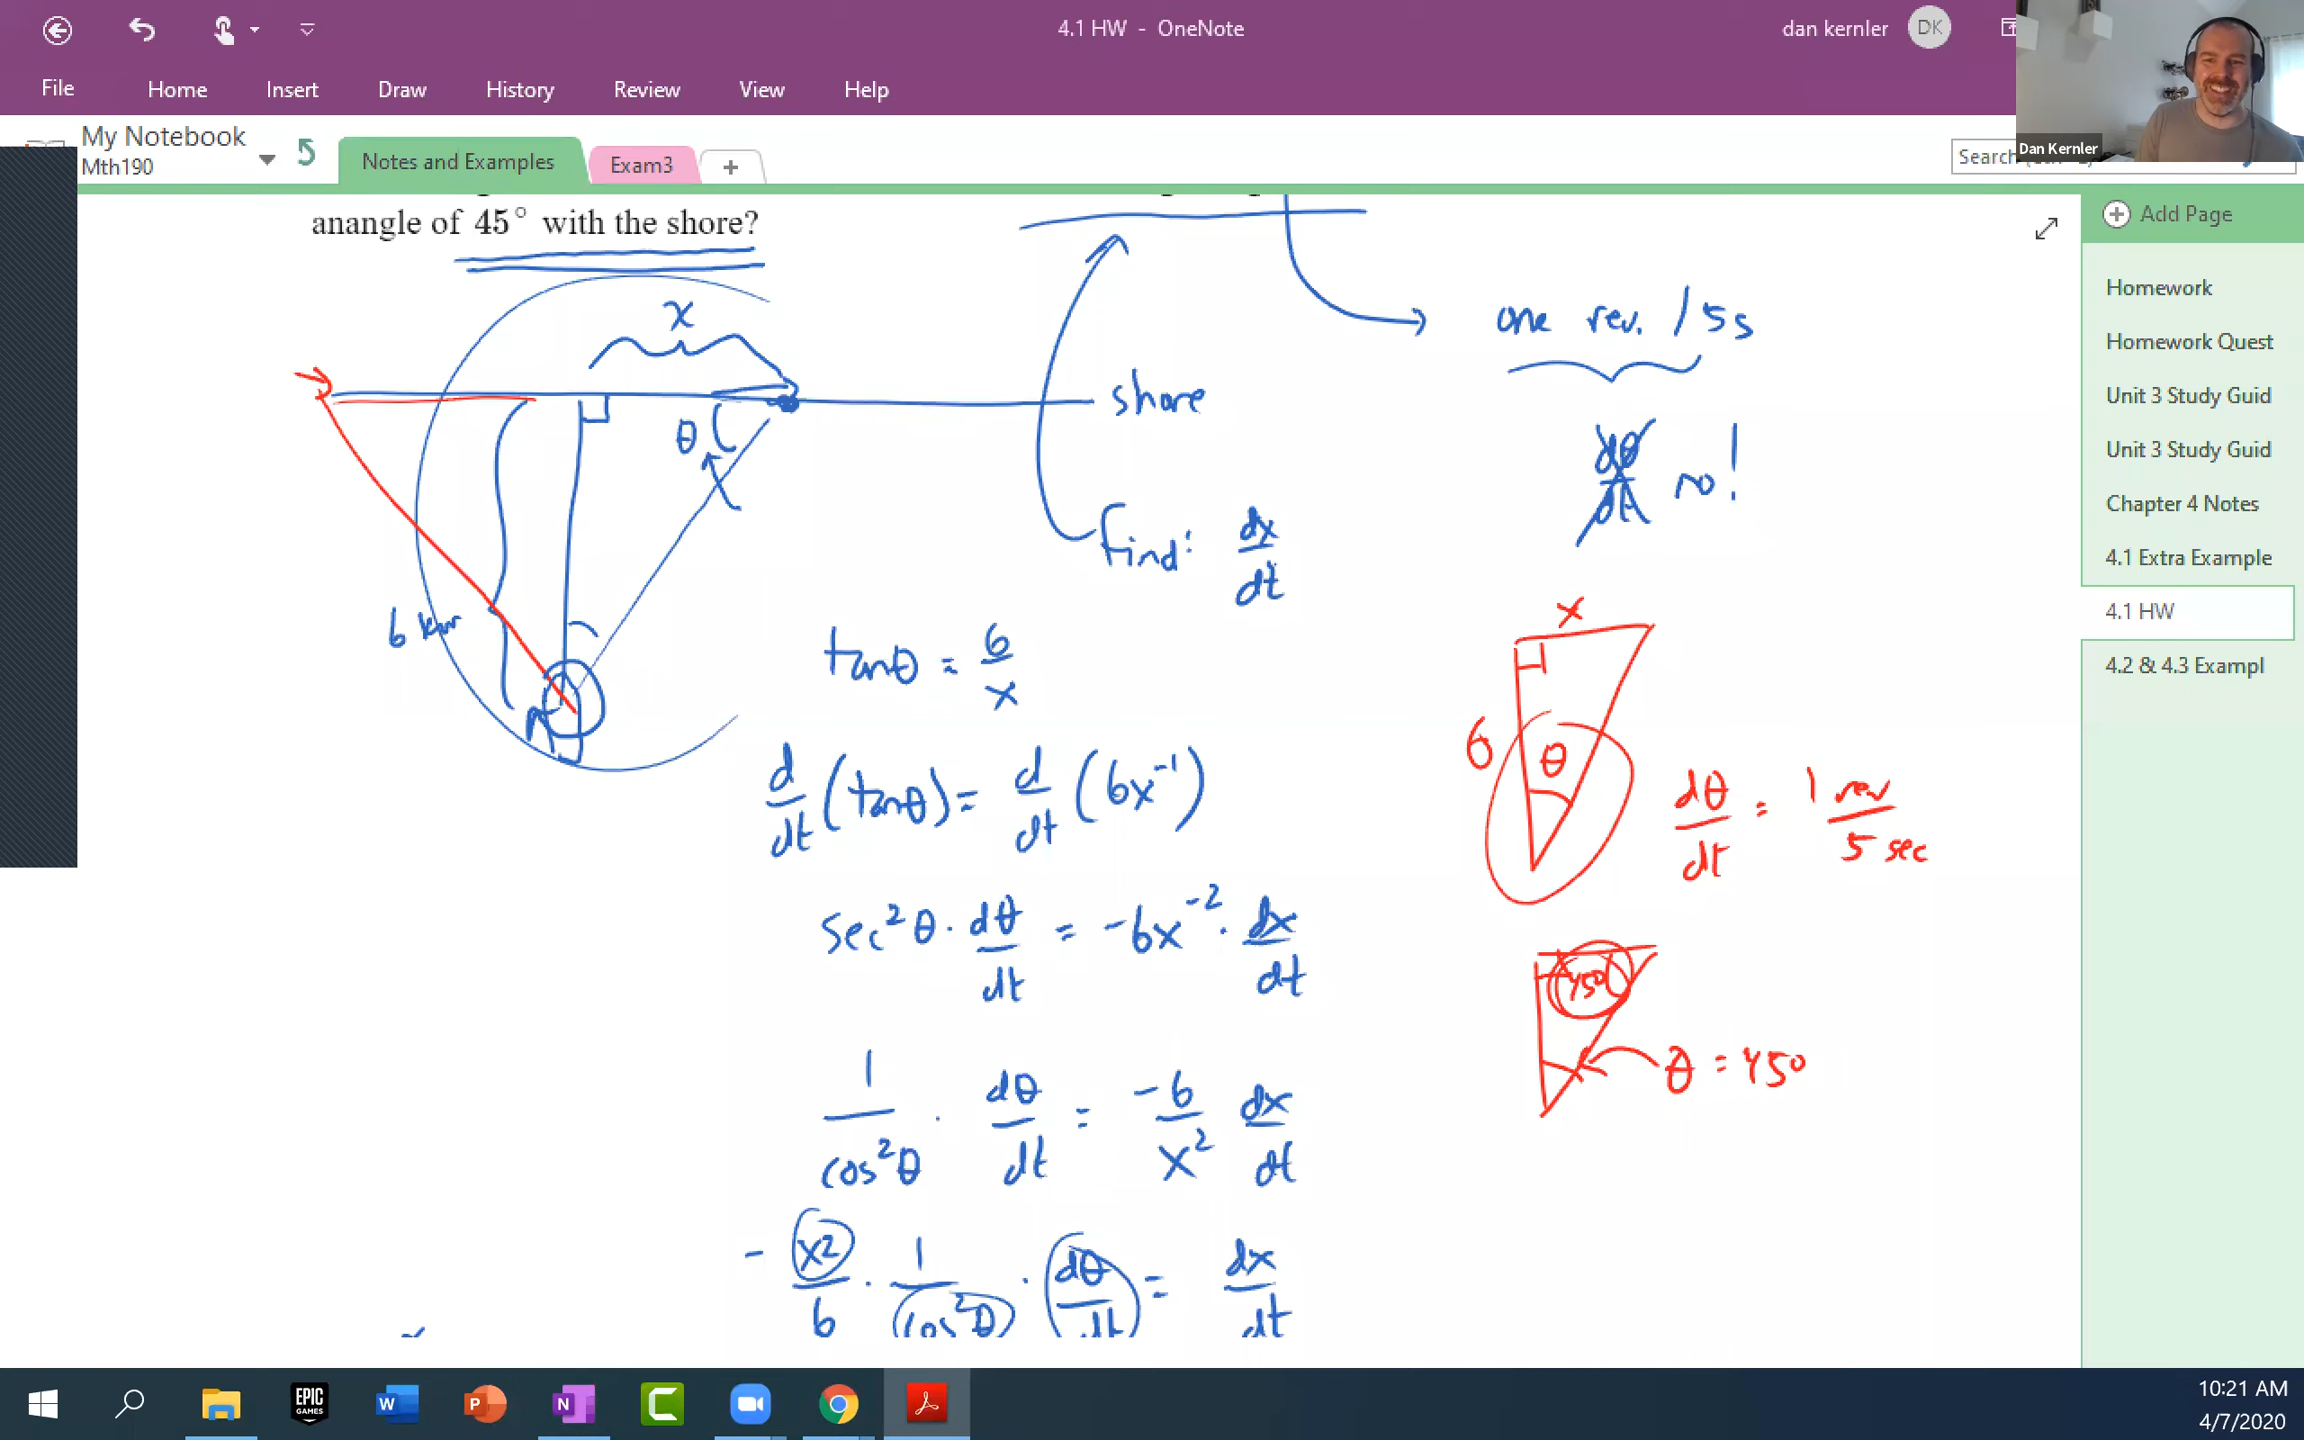 4.1 HW - OneNote
dan kernler DK
File Home Insert Draw History Review View Help
Dan Kernler
My Notebook
Mth190
Notes and Examples
Exam3
+
Search
Add Page
Homework
Homework Quest
Unit 3 Study Guid
Unit 3 Study Guid
Chapter 4 Notes
4.1 Extra Example
4.1 HW
4.2 & 4.3 Exampl
anangle of 45° with the shore?
x
one rev. / 5s
shore
θ
dθ/dt no!
find: dx/dt
6 km
tanθ = 6/x
d/dt (tanθ) = d/dt (6x⁻¹)
sec²θ · dθ/dt = -6x⁻² · dx/dt
1/cos²θ · dθ/dt = -6/x² dx/dt
- x²/6 · 1/cos²θ · dθ/dt = dx/dt
x
6
θ
dθ/dt = 1 rev/5 sec
45°
θ = 45°
EPIC
GAMES
W
P
N
C
10:21 AM
4/7/2020